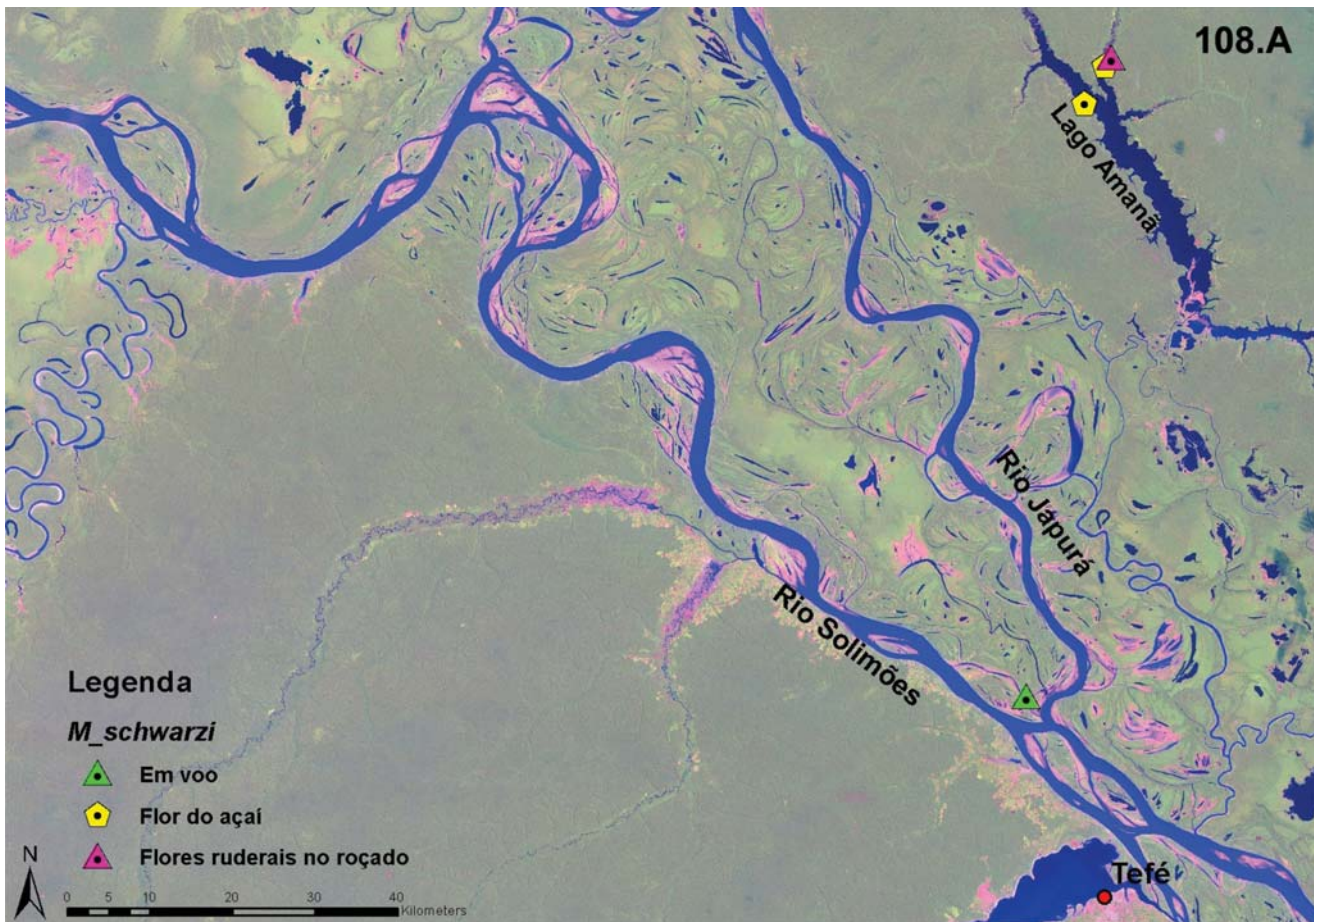 108.A
Lago Amanã
Rio Japurá
Rio Solimões
Legenda
M_schwarzi
Em voo
Flor do açaí
Flores ruderais no roçado
N
0 5 10 20 30 40
Kilometers
Tefé